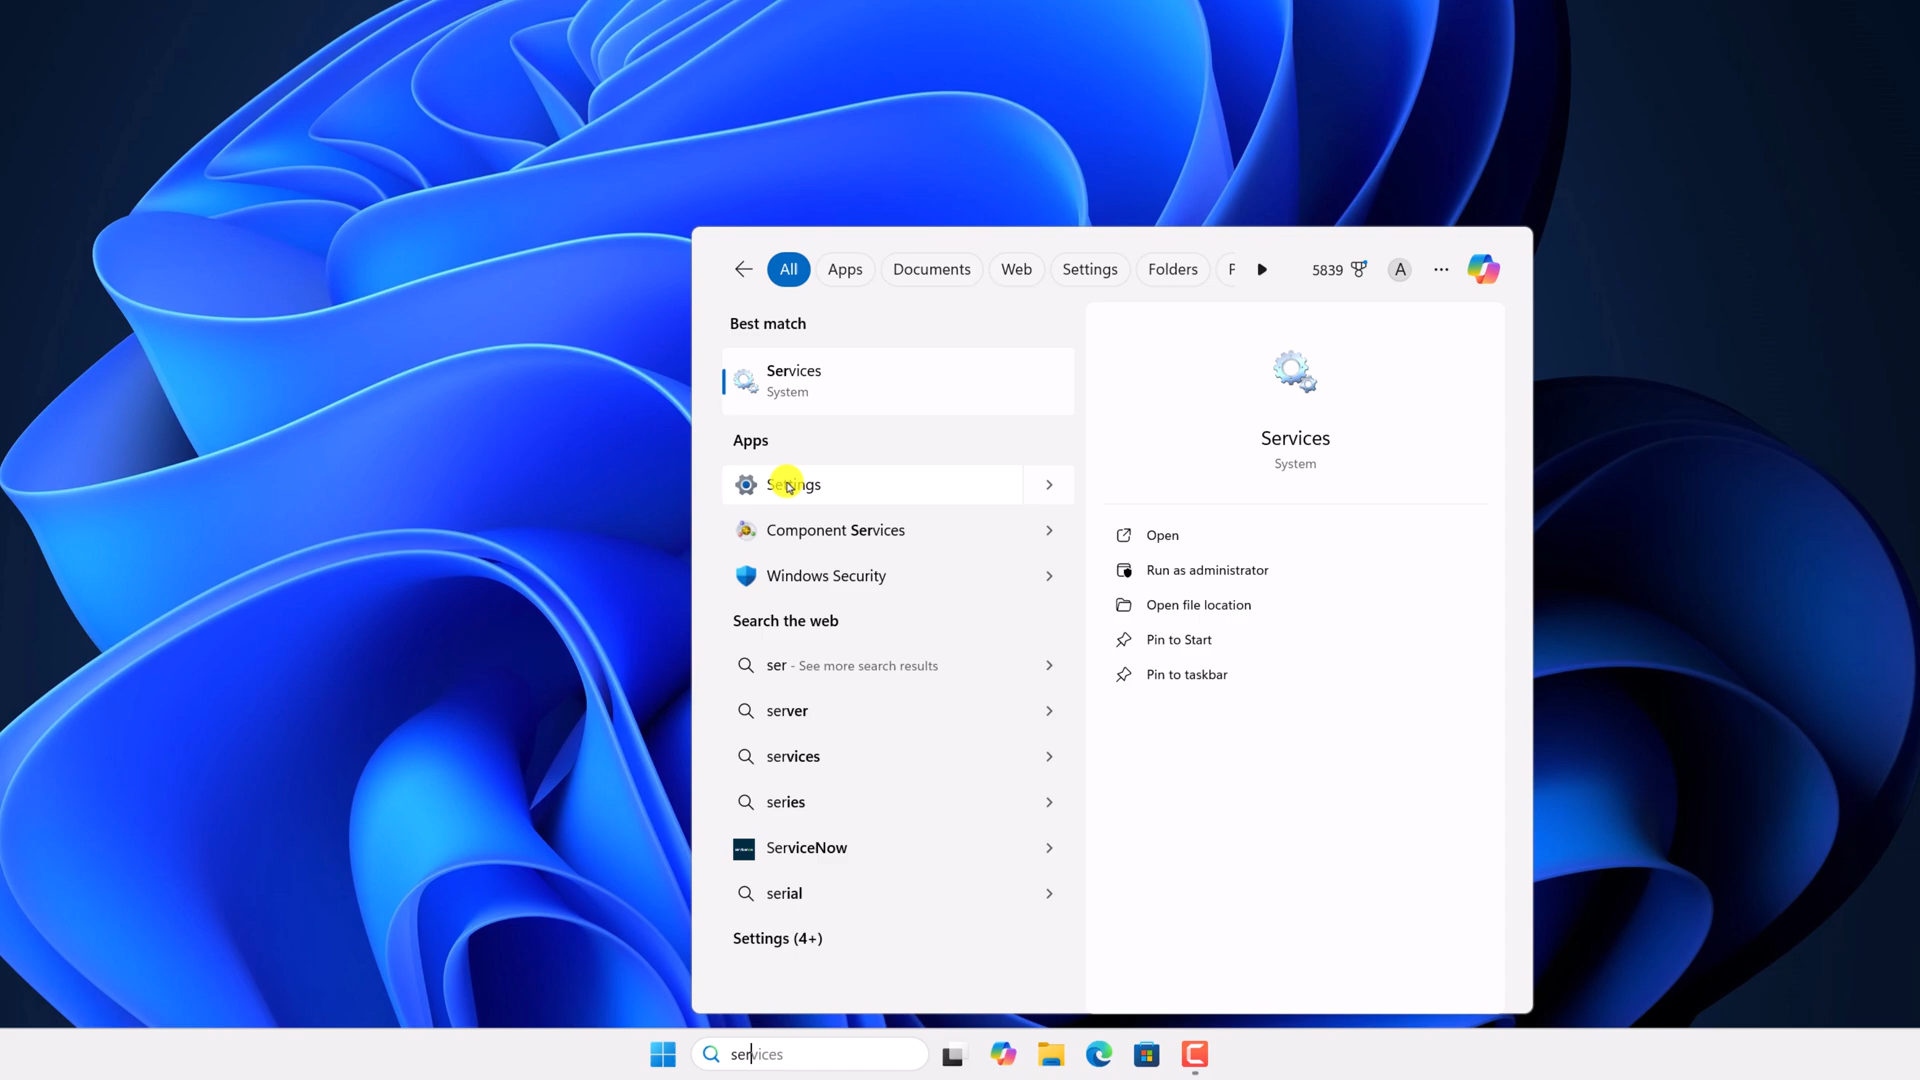 All
Apps
Documents
Web
Settings
Folders
5839
A
Best match
Services
System
Apps
Settings
Component Services
Windows Security
Search the web
ser - See more search results
server
services
series
ServiceNow
serial
Settings (4+)
Services
System
Open
Run as administrator
Open file location
Pin to Start
Pin to taskbar
services